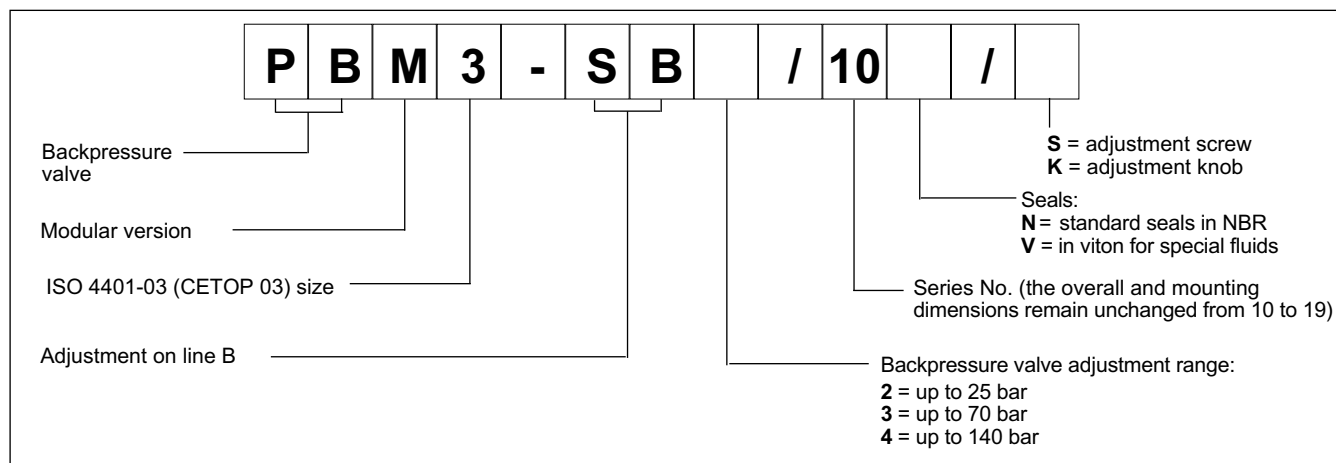 P B M 3 - S B / 10 /
Backpressure
valve
Modular version
ISO 4401-03 (CETOP 03) size
Adjustment on line B
S = adjustment screw
K = adjustment knob
Seals:
N = standard seals in NBR
V = in viton for special fluids
Series No. (the overall and mounting
dimensions remain unchanged from 10 to 19)
Backpressure valve adjustment range:
2 = up to 25 bar
3 = up to 70 bar
4 = up to 140 bar